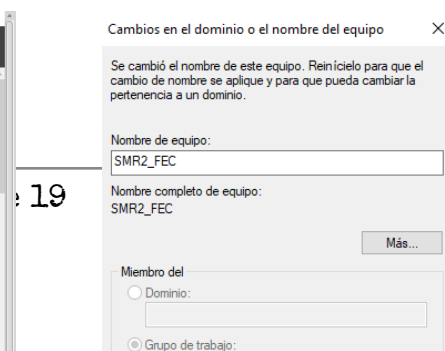 Cambios en el dominio o el nombre del equipo
Se cambió el nombre de este equipo. Reinícielo para que el
cambio de nombre se aplique y para que pueda cambiar la
pertenencia a un dominio.
Nombre de equipo:
SMR2_FEC
Nombre completo de equipo:
SMR2_FEC
19
Más...
Miembro del
Dominio:
Grupo de trabajo: